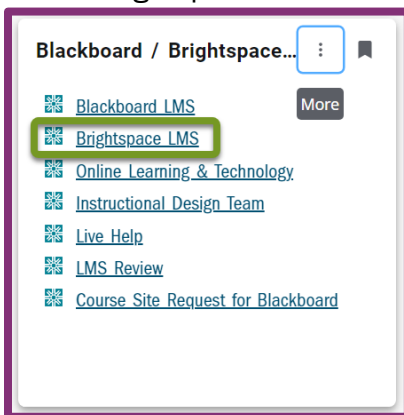 Blackboard / Brightspace...
More
Blackboard LMS
Brightspace LMS
Online Learning & Technology
Instructional Design Team
Live Help
LMS Review
Course Site Request for Blackboard